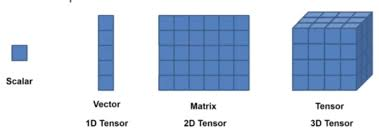 Scalar
Vector
Matrix
Tensor
1D Tensor
2D Tensor
3D Tensor